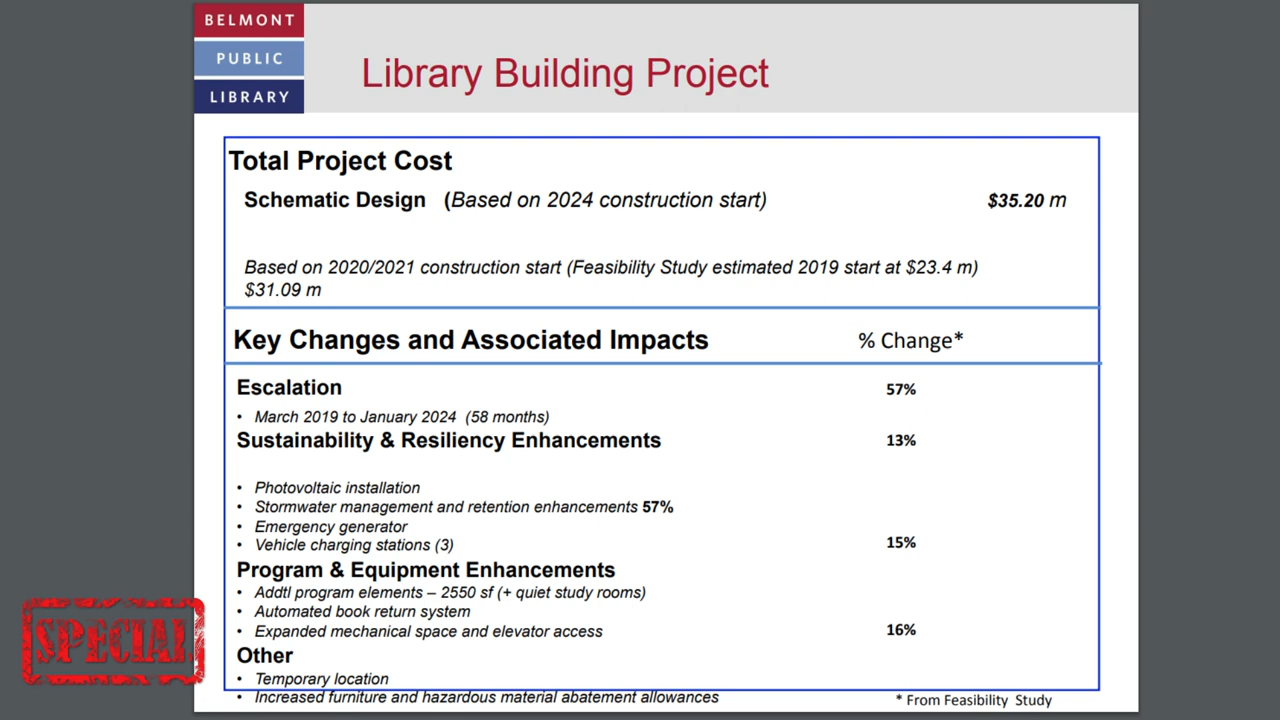 BELMONT
PUBLIC
LIBRARY
Library Building Project
Total Project Cost
Schematic Design (Based on 2024 construction start) $35.20 m
Based on 2020/2021 construction start (Feasibility Study estimated 2019 start at $23.4 m)
$31.09 m
Key Changes and Associated Impacts % Change*
Escalation 57%
• March 2019 to January 2024 (58 months)
Sustainability & Resiliency Enhancements 13%
• Photovoltaic installation
• Stormwater management and retention enhancements 57%
• Emergency generator
• Vehicle charging stations (3) 15%
Program & Equipment Enhancements
• Addtl program elements – 2550 sf (+ quiet study rooms)
• Automated book return system
• Expanded mechanical space and elevator access 16%
Other
• Temporary location
• Increased furniture and hazardous material abatement allowances
* From Feasibility Study
SPECIAL